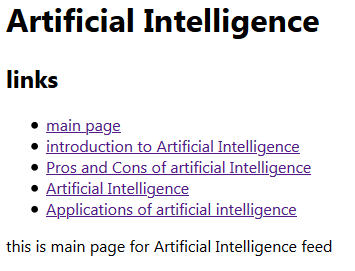 Artificial Intelligence
links
main page
introduction to Artificial Intelligence
Pros and Cons of artificial Intelligence
Artificial Intelligence
Applications of artificial intelligence
this is main page for Artificial Intelligence feed